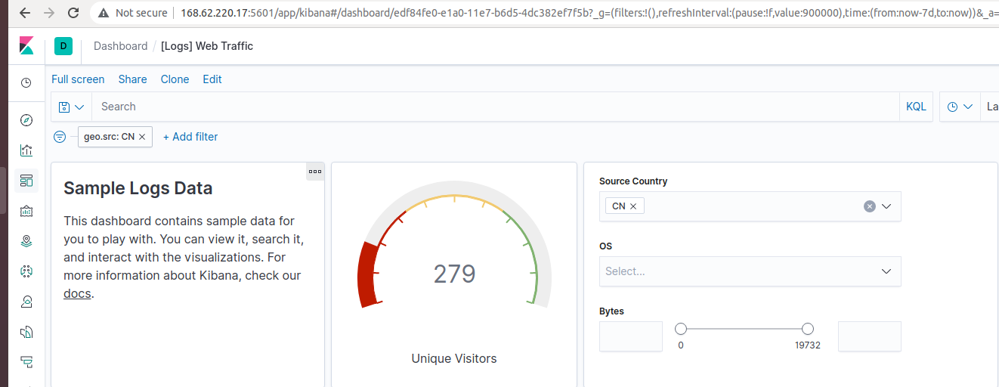 Not secure | 168.62.220.17:5601/app/kibana#/dashboard/edf84fe0-e1a0-11e7-b6d5-4dc382ef7f5b?_g=(filters:!(),refreshInterval:(pause:!f,value:900000),time:(from:now-7d,to:now))&_a=
D Dashboard / [Logs] Web Traffic
Full screen Share Clone Edit
Search KQL La
geo.src: CN × + Add filter
Sample Logs Data
This dashboard contains sample data for
you to play with. You can view it, search it,
and interact with the visualizations. For
more information about Kibana, check our
docs.
279
Unique Visitors
Source Country
CN ×
OS
Select...
Bytes
0 19732